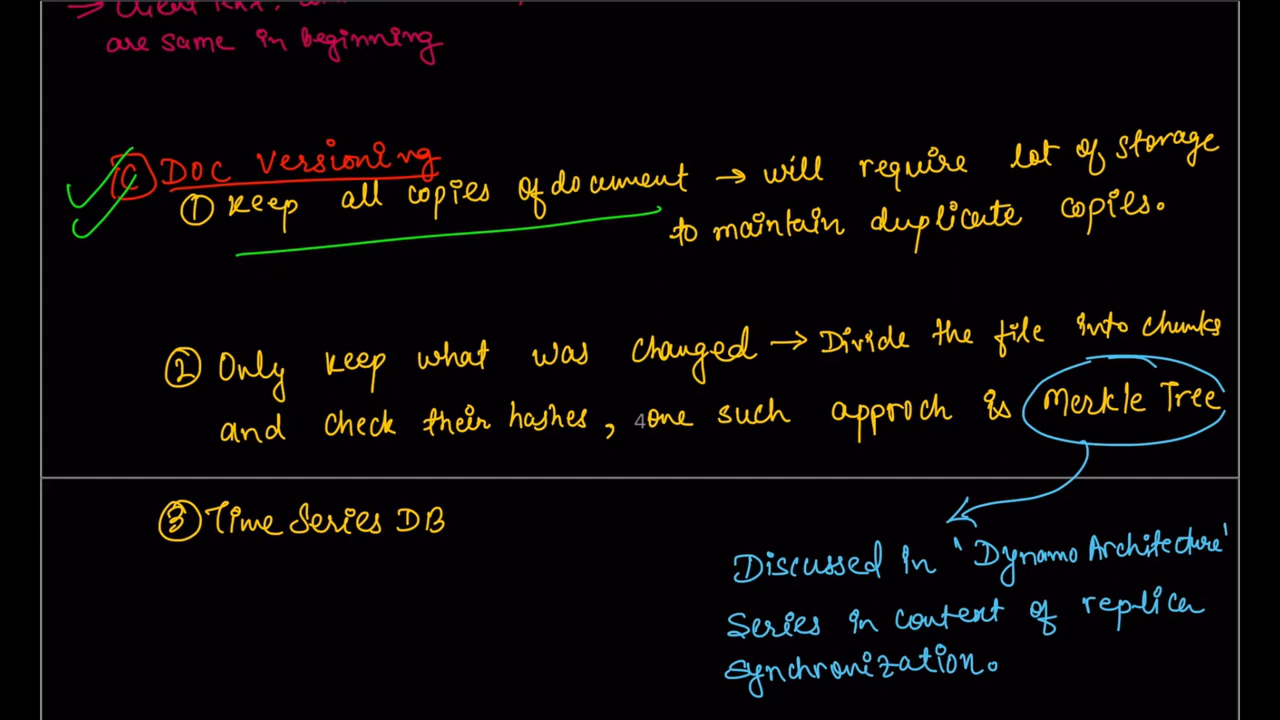 are same in beginning
C DOC Versioning
① Keep all copies of document → will require lot of storage
to maintain duplicate copies.
② Only keep what was changed → Divide the file into chunks
and check their hashes, one such approch is Merkle Tree
③ Time Series DB
Discussed in 'Dynamo Architecture'
Series in content of replica
synchronization.